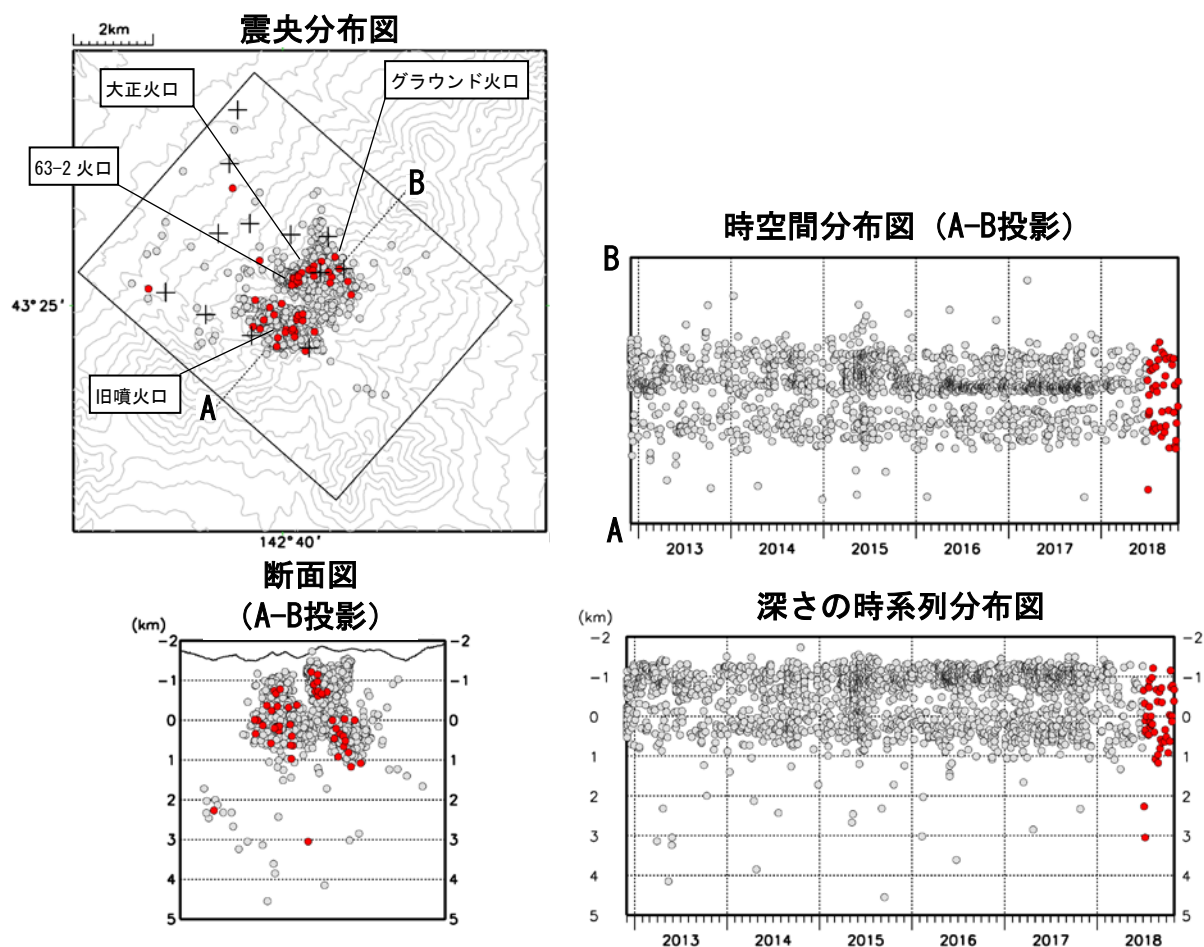 2km
震央分布図
大正火口
グラウンド火口
63-2 火口
B
43°25′
旧噴火口
A
142°40′
時空間分布図（A-B投影）
B
A
2013
2014
2015
2016
2017
2018
断面図
（A-B投影）
(km)
-2
-2
-1
-1
0
0
1
1
2
2
3
3
4
4
5
5
深さの時系列分布図
(km)
-2
-2
-1
-1
0
0
1
1
2
2
3
3
4
4
5
5
2013
2014
2015
2016
2017
2018